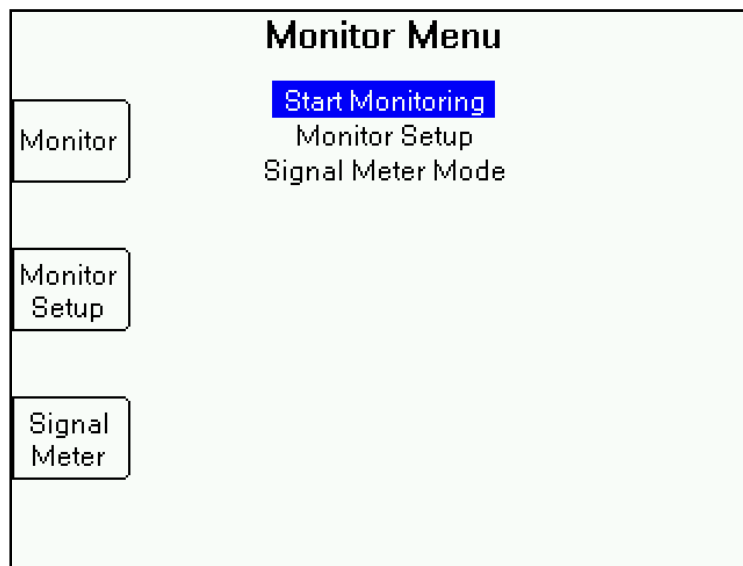 Monitor Menu
Start Monitoring
Monitor Setup
Signal Meter Mode
Monitor
Monitor
Setup
Signal
Meter